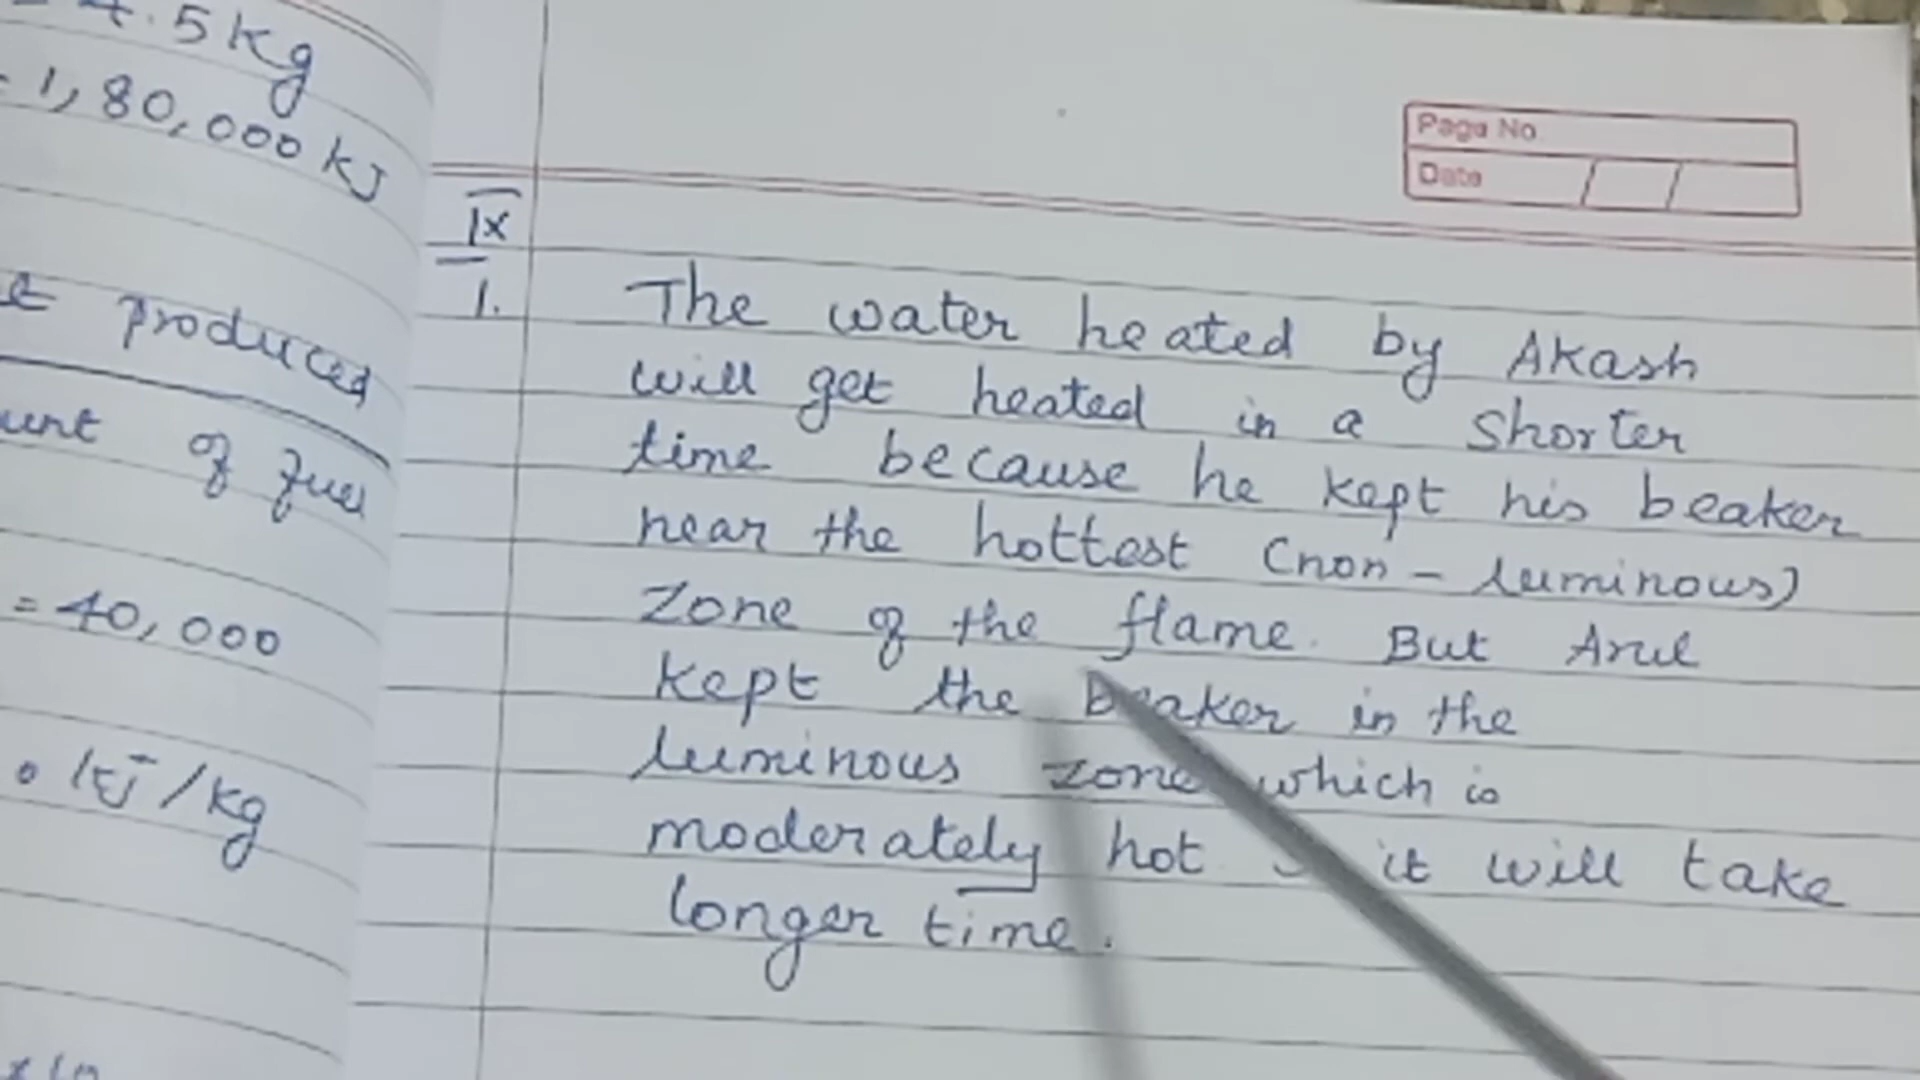 4.5 kg
= 1,80,000 kJ
produced
of fuel
= 40,000
kJ/kg
Page No
Date
IX
1. The water heated by Akash
will get heated in a shorter
time because he kept his beaker
near the hottest (non - luminous)
zone of the flame. But Arul
kept the beaker in the
luminous zone which is
moderately hot it will take
longer time.